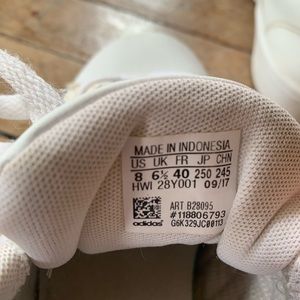 MADE IN INDONESIA
US UK FR JP CHN
8 6½ 40 250 245
HWI 28Y001 09/17
ART B28095
#118806793
adidas G6K329JC00113